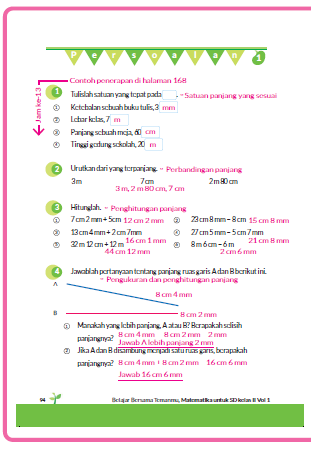 Persoalan 1
Contoh penerapan di halaman 168
Jam ke-13
1 Tulislah satuan yang tepat pada . Satuan panjang yang sesuai
① Ketebalan sebuah buku tulis, 3 mm
② Lebar kelas, 7 m
③ Panjang sebuah meja, 60 cm
④ Tinggi gedung sekolah, 20 m
2 Urutkan dari yang terpanjang. Perbandingan panjang
3 m 7 cm 2 m 80 cm
3 m, 2 m 80 cm, 7 cm
3 Hitunglah. Penghitungan panjang
① 7 cm 2 mm + 5 cm 12 cm 2 mm ② 23 cm 8 mm – 8 cm 15 cm 8 mm
③ 13 cm 4 mm + 2 cm 7 mm 16 cm 1 mm ④ 27 cm 5 mm – 5 cm 7 mm 21 cm 8 mm
⑤ 32 m 12 cm + 12 m 44 cm 12 mm ⑥ 8 m 6 cm – 6 m 2 cm 6 mm
4 Jawablah pertanyaan tentang panjang ruas garis A dan B berikut ini.
Pengukuran dan penghitungan panjang
A
8 cm 4 mm
B
8 cm 2 mm
① Manakah yang lebih panjang, A atau B? Berapakah selisih
panjangnya? 8 cm 4 mm 8 cm 2 mm 2 mm
Jawab A lebih panjang 2 mm
② Jika A dan B disambung menjadi satu ruas garis, berapakah
panjangnya? 8 cm 4 mm + 8 cm 2 mm 16 cm 6 mm
Jawab 16 cm 6 mm
94 Belajar Bersama Temanmu, Matematika untuk SD kelas II Vol 1